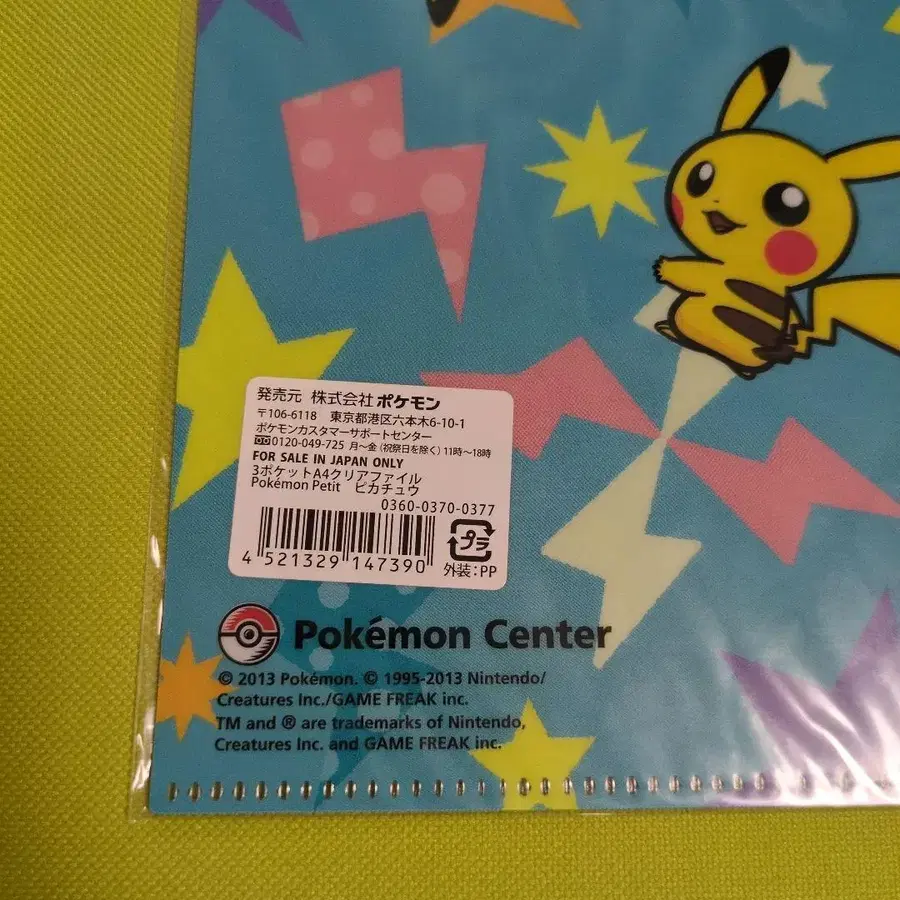 発売元 株式会社 ポケモン
〒106-6118 東京都港区六本木6-10-1
ポケモンカスタマーサポートセンター
0120-049-725 月～金(祝祭日を除く)11時～18時
FOR SALE IN JAPAN ONLY
3ポケットA4クリアファイル
Pokémon Petit ピカチュウ
0360-0370-0377
4 521329 147390
プラ
外装:PP
Pokémon Center
© 2013 Pokémon. © 1995-2013 Nintendo/
Creatures Inc./GAME FREAK inc.
TM and ® are trademarks of Nintendo,
Creatures Inc. and GAME FREAK inc.